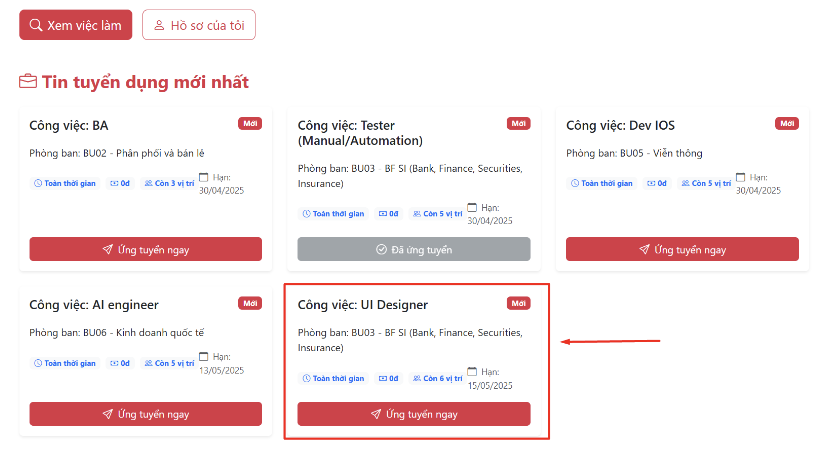 Xem việc làm
Hồ sơ của tôi
Tin tuyển dụng mới nhất
Công việc: BA
Mới
Phòng ban: BU02 - Phân phối và bán lẻ
Toàn thời gian
0đ
Còn 3 vị trí
Hạn:
30/04/2025
Ứng tuyển ngay
Công việc: Tester
(Manual/Automation)
Mới
Phòng ban: BU03 - BF SI (Bank, Finance, Securities,
Insurance)
Toàn thời gian
0đ
Còn 5 vị trí
Hạn:
30/04/2025
Đã ứng tuyển
Công việc: Dev IOS
Mới
Phòng ban: BU05 - Viễn thông
Toàn thời gian
0đ
Còn 5 vị trí
Hạn:
30/04/2025
Ứng tuyển ngay
Công việc: AI engineer
Mới
Phòng ban: BU06 - Kinh doanh quốc tế
Toàn thời gian
0đ
Còn 5 vị trí
Hạn:
13/05/2025
Ứng tuyển ngay
Công việc: UI Designer
Mới
Phòng ban: BU03 - BF SI (Bank, Finance, Securities,
Insurance)
Toàn thời gian
0đ
Còn 6 vị trí
Hạn:
15/05/2025
Ứng tuyển ngay